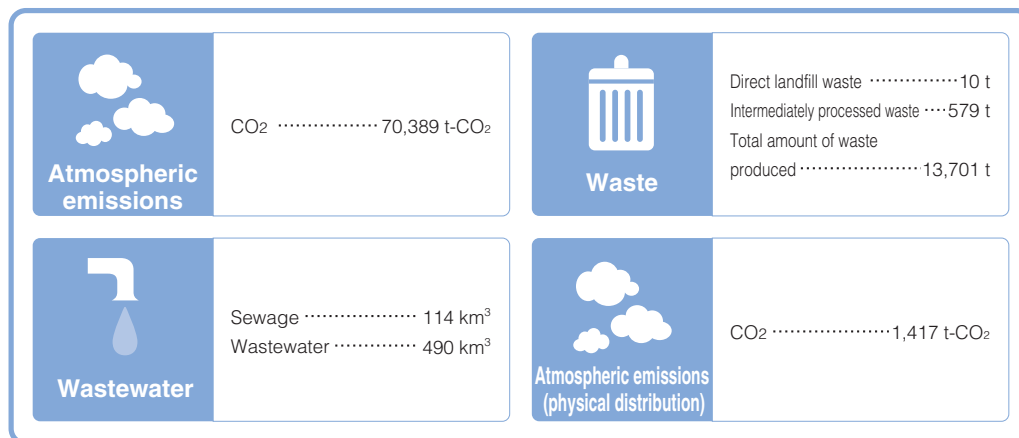 Atmospheric
emissions
CO₂ ················ 70,389 t-CO₂
Waste
Direct landfill waste ··············10 t
Intermediately processed waste ····579 t
Total amount of waste
produced ····················13,701 t
Wastewater
Sewage ·················· 114 km³
Wastewater ············· 490 km³
Atmospheric emissions
(physical distribution)
CO₂ ···················1,417 t-CO₂